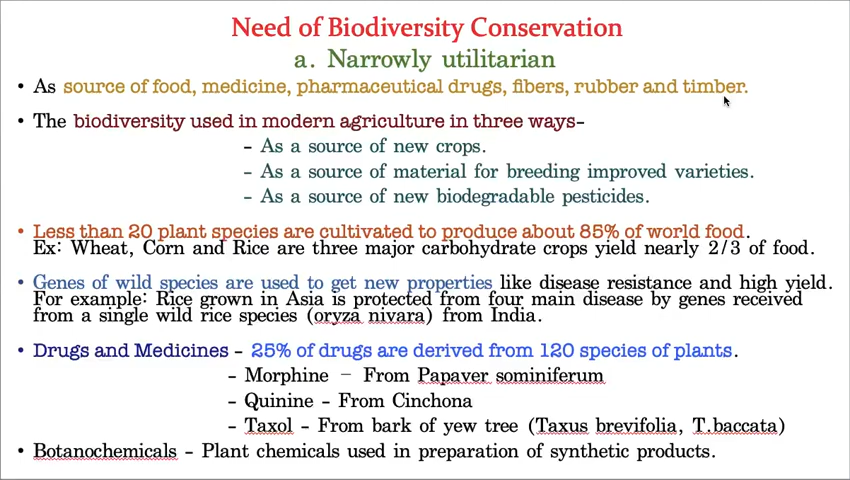 Need of Biodiversity Conservation
a. Narrowly utilitarian
• As source of food, medicine, pharmaceutical drugs, fibers, rubber and timber.
• The biodiversity used in modern agriculture in three ways–
– As a source of new crops.
– As a source of material for breeding improved varieties.
– As a source of new biodegradable pesticides.
• Less than 20 plant species are cultivated to produce about 85% of world food.
Ex: Wheat, Corn and Rice are three major carbohydrate crops yield nearly 2/3 of food.
• Genes of wild species are used to get new properties like disease resistance and high yield.
For example: Rice grown in Asia is protected from four main disease by genes received
from a single wild rice species (oryza nivara) from India.
• Drugs and Medicines – 25% of drugs are derived from 120 species of plants.
– Morphine – From Papaver sominiferum
– Quinine – From Cinchona
– Taxol – From bark of yew tree (Taxus brevifolia, T.baccata)
• Botanochemicals – Plant chemicals used in preparation of synthetic products.